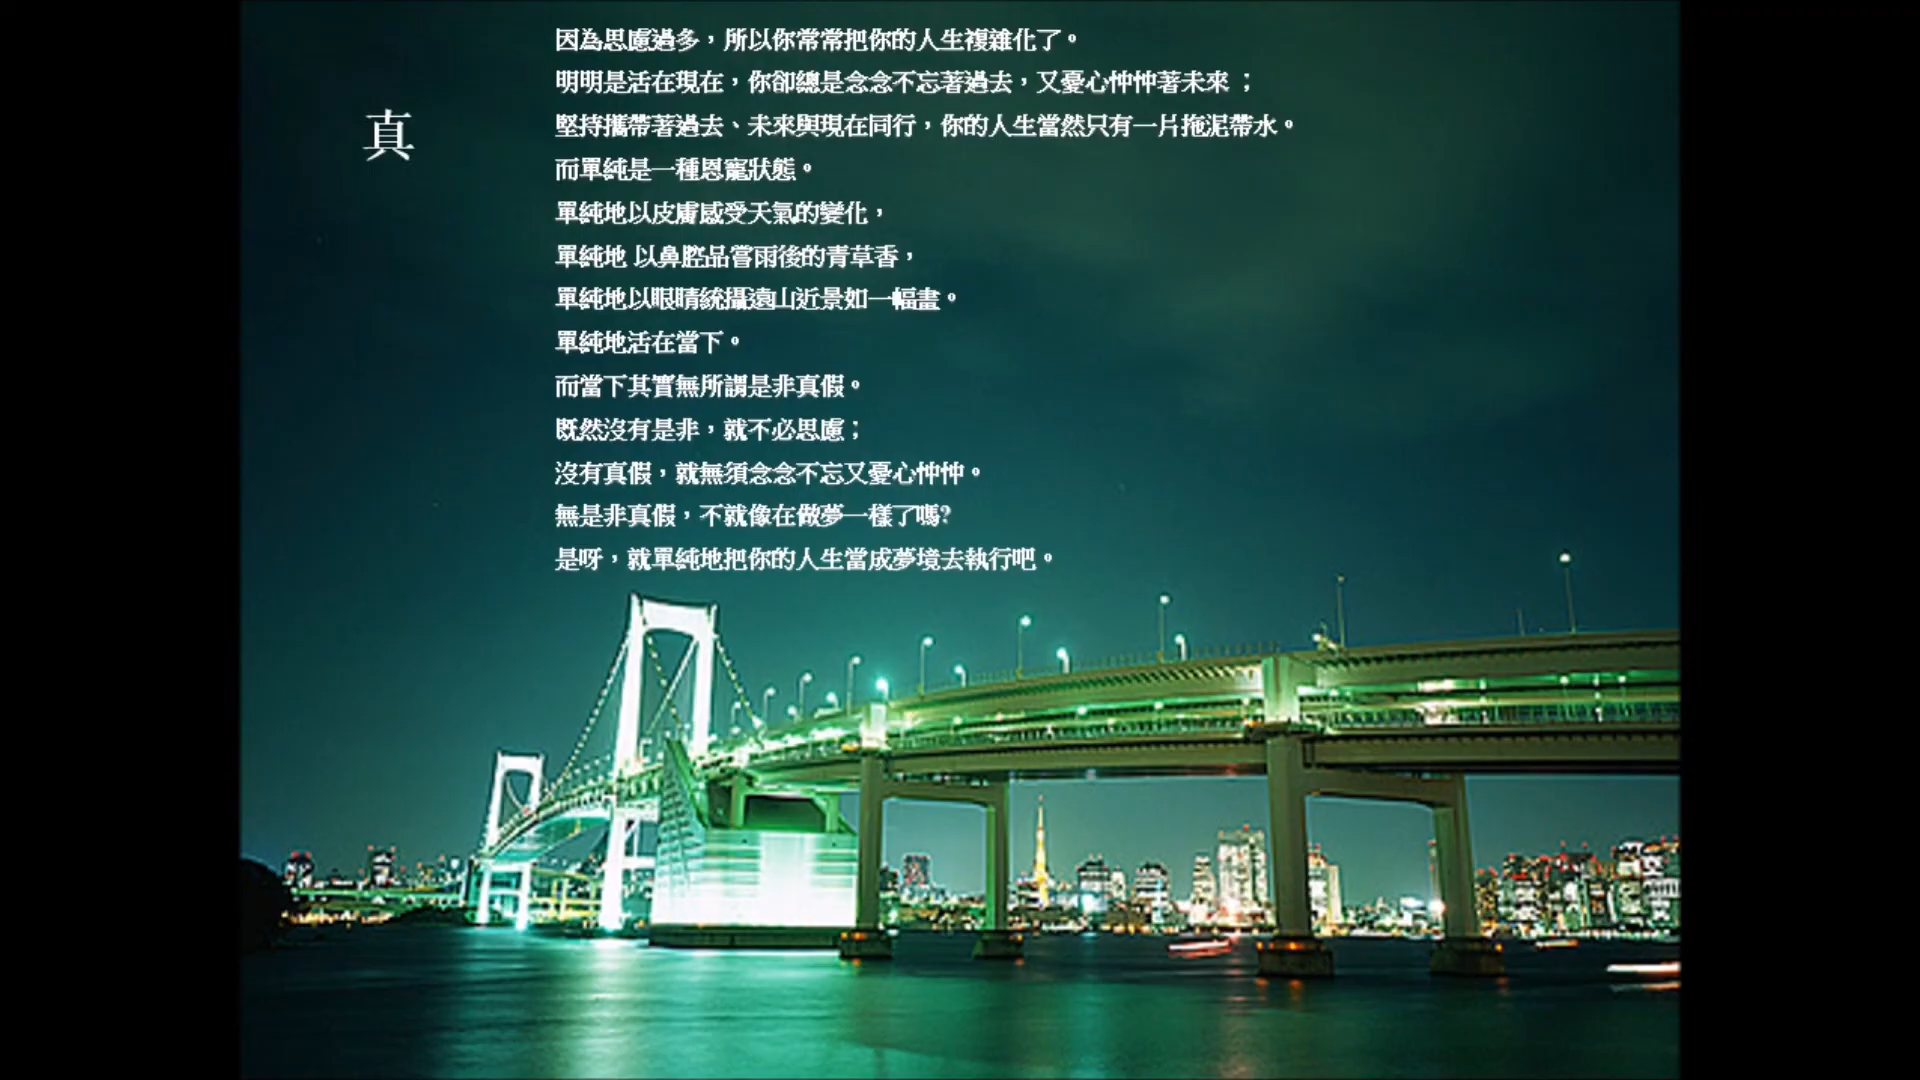 真
因為思慮過多，所以你常常把你的人生複雜化了。
明明是活在現在，你卻總是念念不忘著過去，又憂心忡忡著未來 ；
堅持攜帶著過去、未來與現在同行，你的人生當然只有一片拖泥帶水。
而單純是一種恩寵狀態。
單純地以皮膚感受天氣的變化，
單純地 以鼻腔品嘗雨後的青草香，
單純地以眼睛統攝遠山近景如一幅畫。
單純地活在當下。
而當下其實無所謂是非真假。
既然沒有是非，就不必思慮；
沒有真假，就無須念念不忘又憂心忡忡。
無是非真假，不就像在做夢一樣了嗎?
是呀，就單純地把你的人生當成夢境去執行吧。